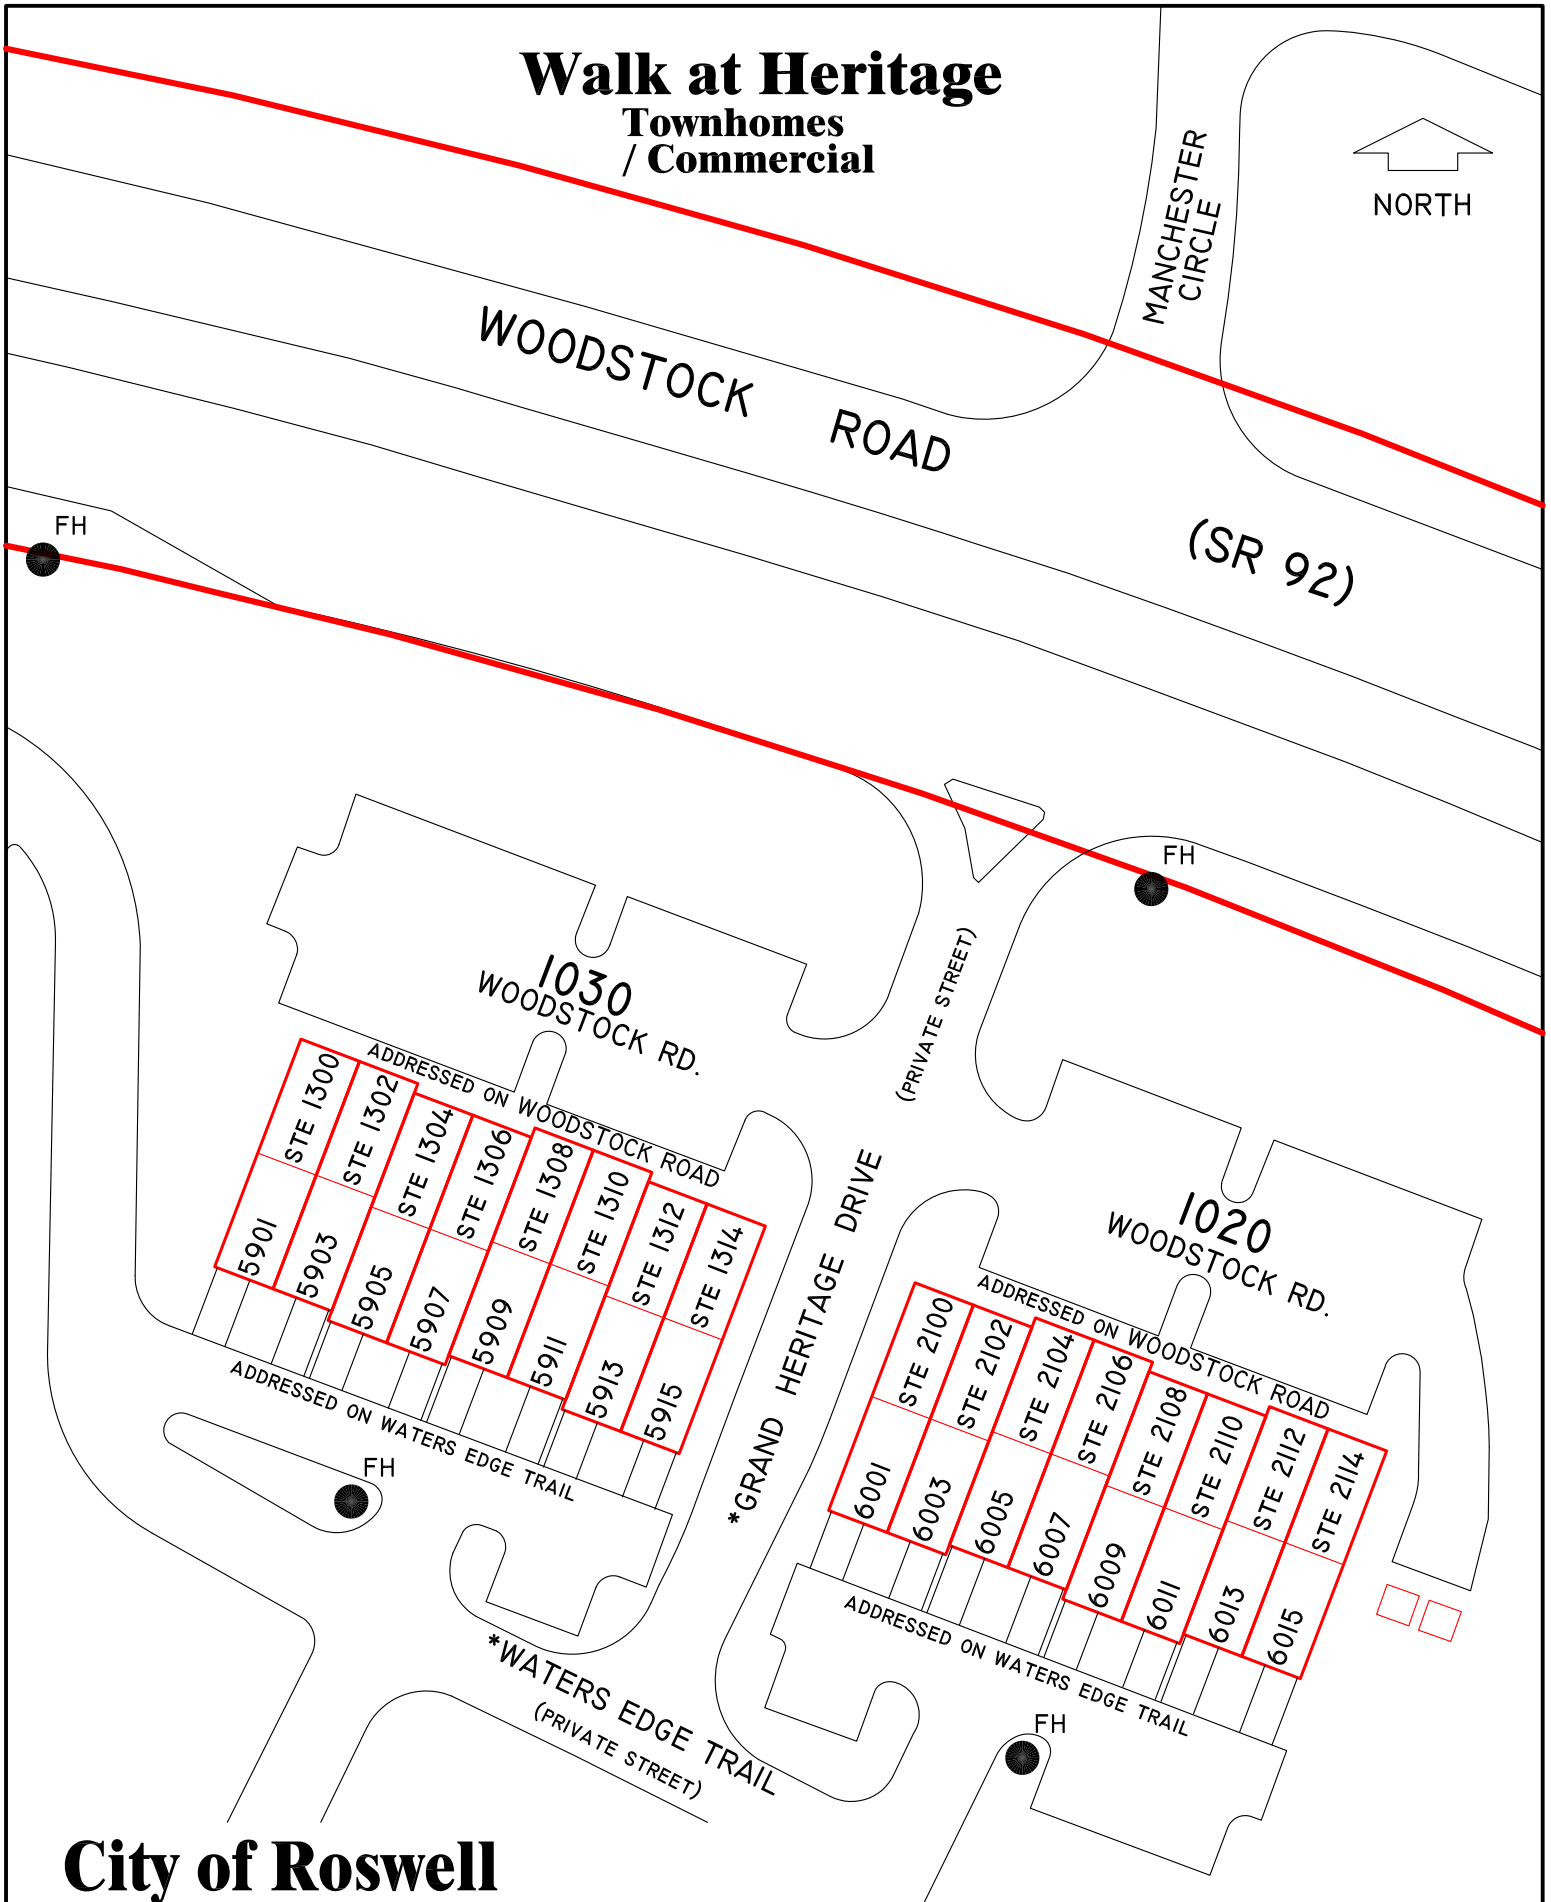 Walk at Heritage
Townhomes
/ Commercial
MANCHESTER
CIRCLE
NORTH
WOODSTOCK ROAD
(SR 92)
FH
FH
1030
WOODSTOCK RD.
(PRIVATE STREET)
ADDRESSED ON WOODSTOCK ROAD
STE 1300
STE 1302
STE 1304
STE 1306
STE 1308
STE 1310
STE 1312
STE 1314
5901
5903
5905
5907
5909
5911
5913
5915
ADDRESSED ON WATERS EDGE TRAIL
FH
*GRAND HERITAGE DRIVE
1020
WOODSTOCK RD.
ADDRESSED ON WOODSTOCK ROAD
STE 2100
STE 2102
STE 2104
STE 2106
STE 2108
STE 2110
STE 2112
STE 2114
6001
6003
6005
6007
6009
6011
6013
6015
ADDRESSED ON WATERS EDGE TRAIL
FH
*WATERS EDGE TRAIL
(PRIVATE STREET)
City of Roswell